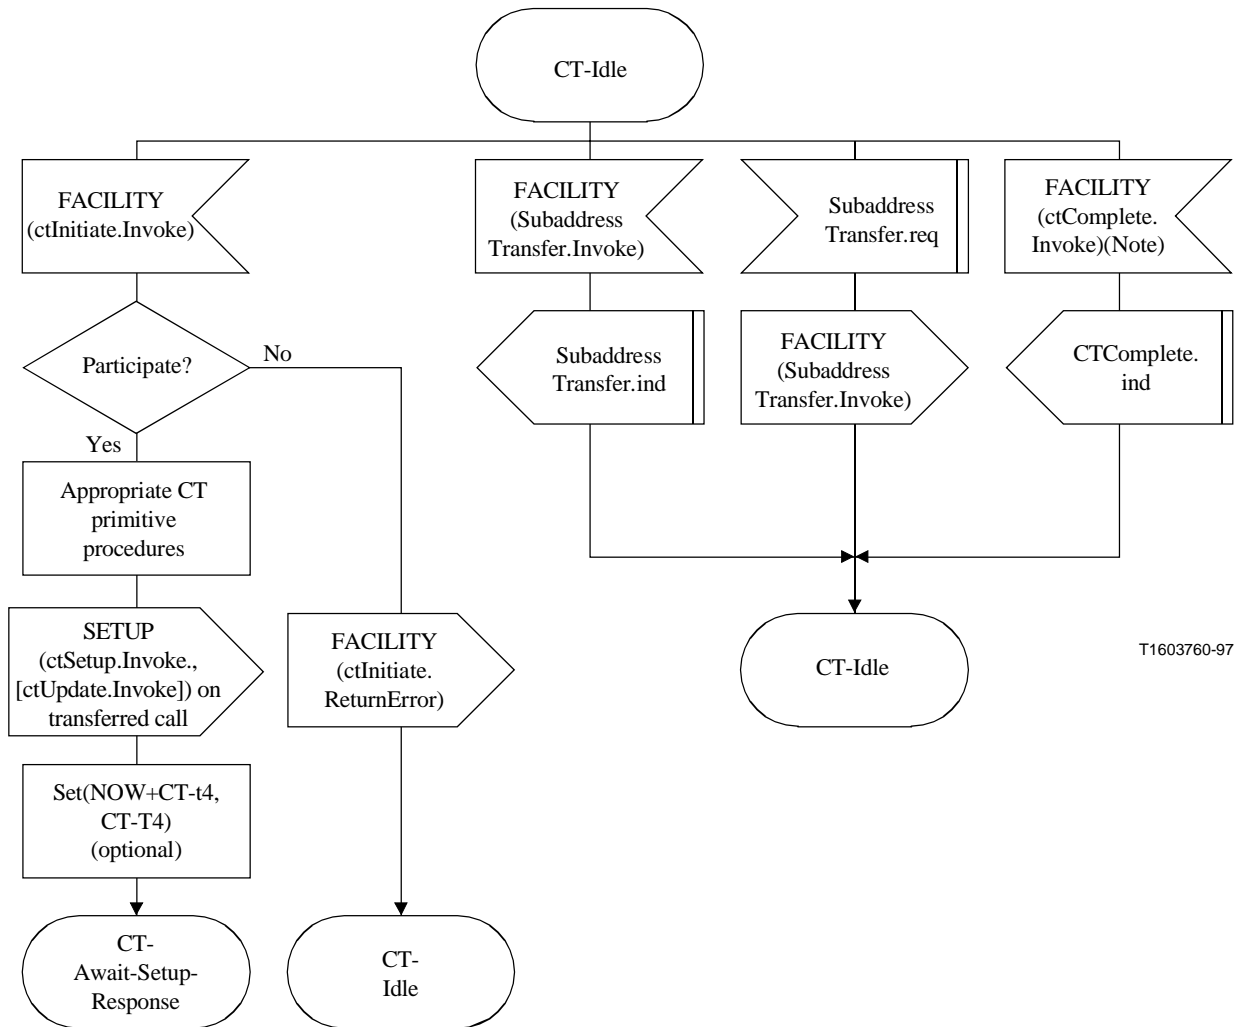 CT-Idle
FACILITY
(ctInitiate.Invoke)
FACILITY
(Subaddress
Transfer.Invoke)
Subaddress
Transfer.req
FACILITY
(ctComplete.
Invoke)(Note)
Participate?
No
Yes
Subaddress
Transfer.ind
FACILITY
(Subaddress
Transfer.Invoke)
CTComplete.
ind
Appropriate CT
primitive
procedures
SETUP
(ctSetup.Invoke.,
[ctUpdate.Invoke]) on
transferred call
FACILITY
(ctInitiate.
ReturnError)
CT-Idle
T1603760-97
Set(NOW+CT-t4,
CT-T4)
(optional)
CT-
Await-Setup-
Response
CT-
Idle